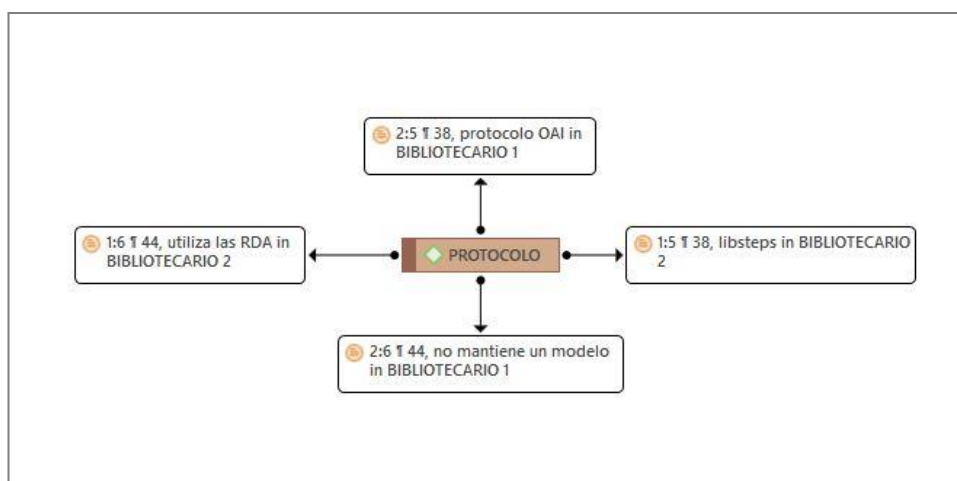 2:5 ¶ 38, protocolo OAI in
BIBLIOTECARIO 1
1:6 ¶ 44, utiliza las RDA in
BIBLIOTECARIO 2
PROTOCOLO
1:5 ¶ 38, libsteps in BIBLIOTECARIO
2
2:6 ¶ 44, no mantiene un modelo
in BIBLIOTECARIO 1